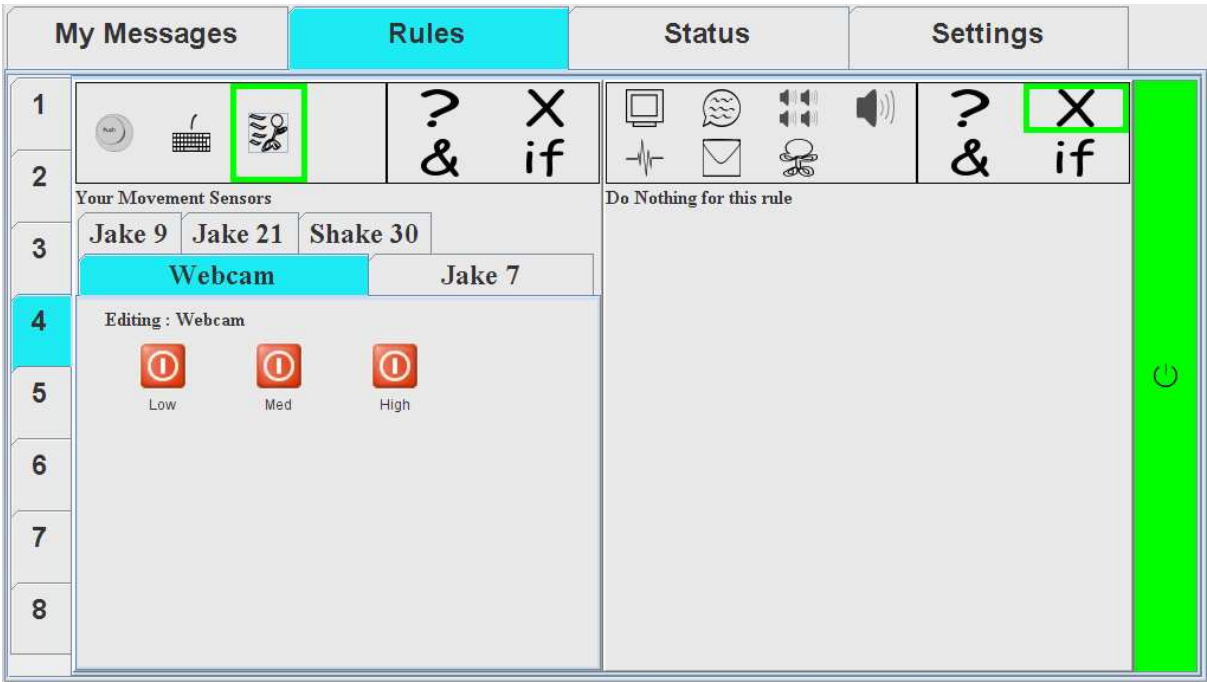 My Messages Rules Status Settings
1
2
3
4
5
6
7
8
Push
? X
& if
Your Movement Sensors
Jake 9 Jake 21 Shake 30
Webcam Jake 7
Editing : Webcam
Low Med High
? X
& if
Do Nothing for this rule